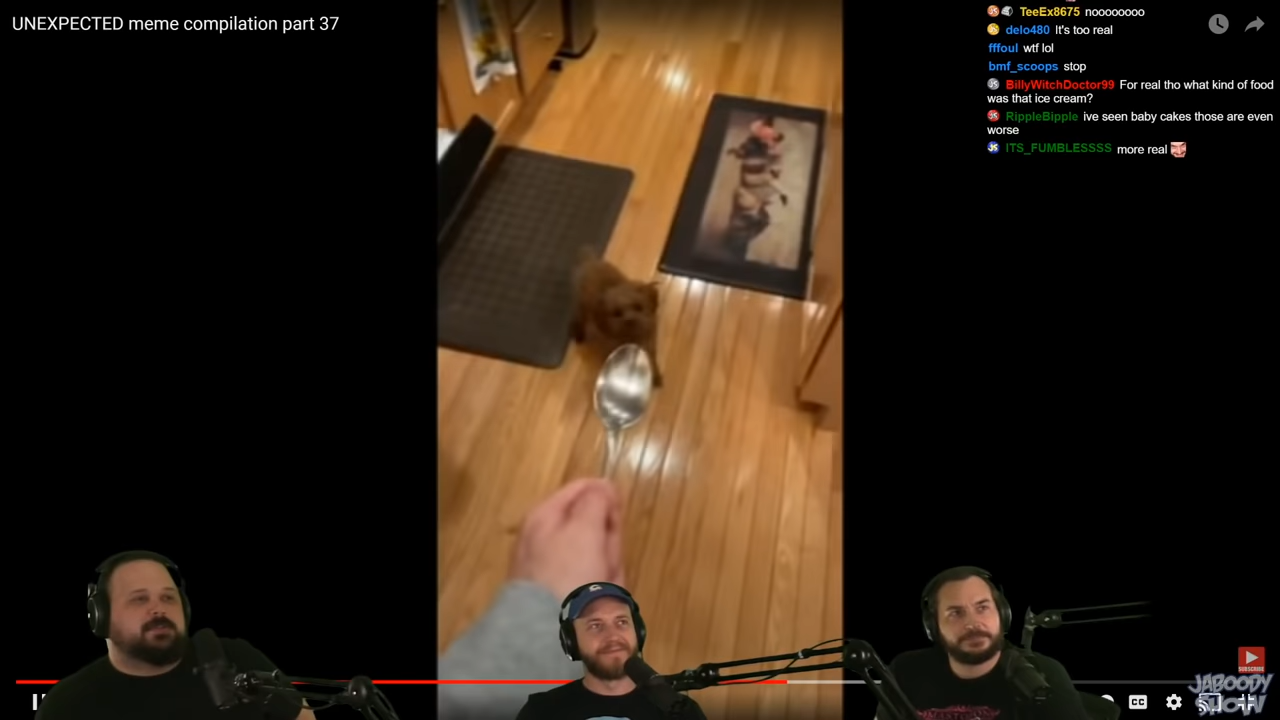 UNEXPECTED meme compilation part 37
TeeEx8675 noooooooo
delo480 It's too real
fffoul wtf lol
bmf_scoops stop
BillyWitchDoctor99 For real tho what kind of food
was that ice cream?
RippleBipple ive seen baby cakes those are even
worse
ITS_FUMBLESSSS more real
SUBSCRIBE
JABOODY
SHOW
CC